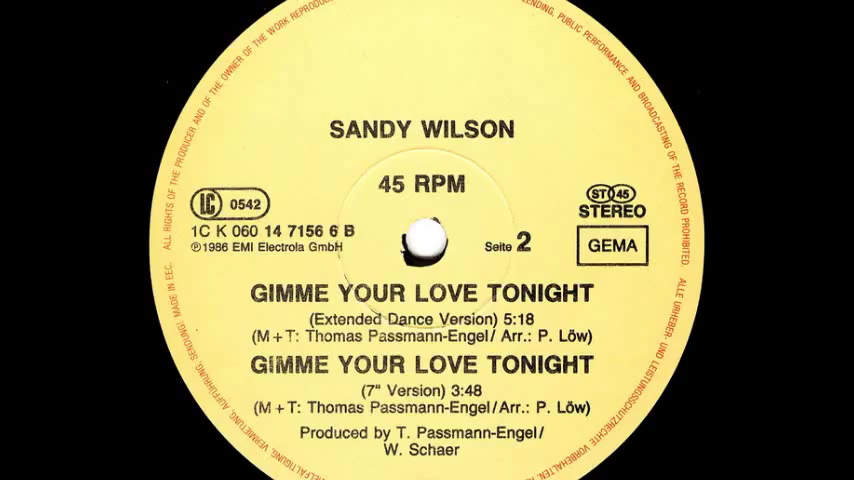 SANDY WILSON
45 RPM
LC 0542
1C K 060 14 7156 6 B
℗1986 EMI Electrola GmbH
ST 45
STEREO
Seite 2
GEMA
GIMME YOUR LOVE TONIGHT
(Extended Dance Version) 5:18
(M + T: Thomas Passmann-Engel/Arr.: P. Löw)
GIMME YOUR LOVE TONIGHT
(7" Version) 3:48
(M + T: Thomas Passmann-Engel/Arr.: P. Löw)
Produced by T. Passmann-Engel/
W. Schaer
MADE IN EEC. ALL RIGHTS OF THE PRODUCER AND OF THE OWNER OF THE WORK REPRODUCED
LENDING, PUBLIC PERFORMANCE AND BROADCASTING OF THE RECORD PROHIBITED.
ALLE URHEBER- UND LEISTUNGSSCHUTZRECHTE VORBEHALTEN.
VERVIELFÄLTIGUNG, VERMIETUNG, AUFFÜHRUNG, SENDUNG!